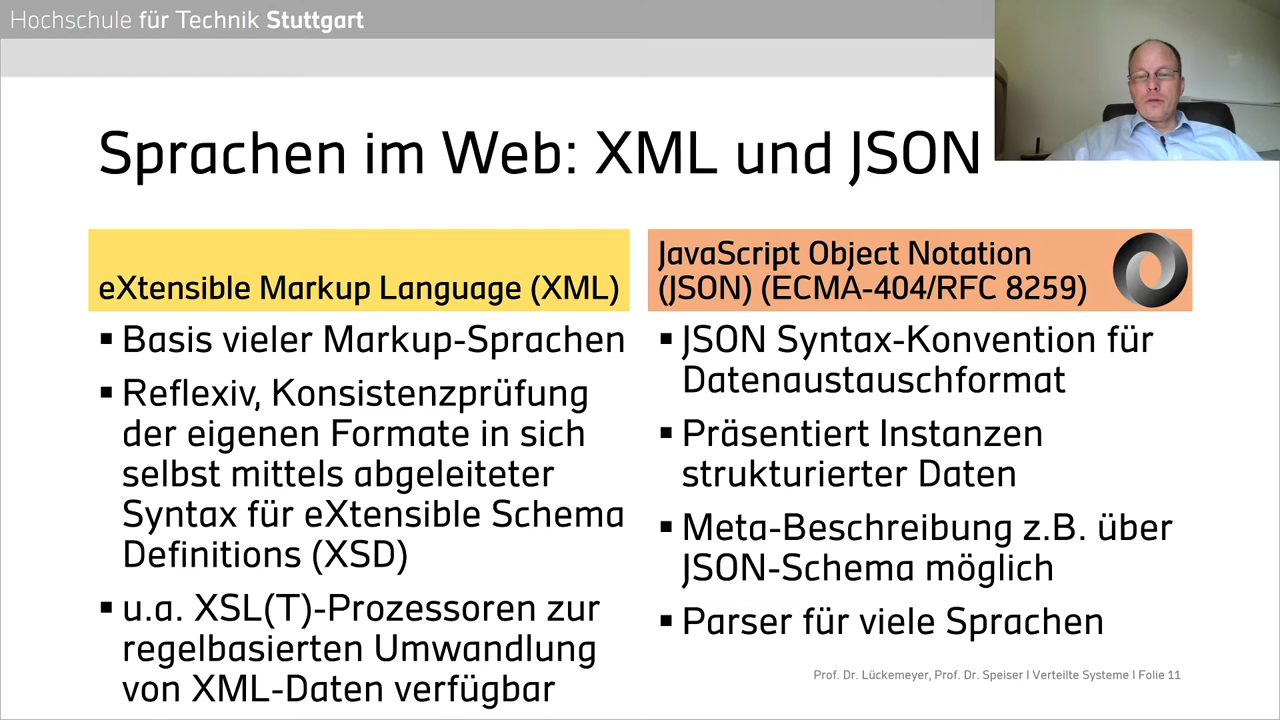 Hochschule für Technik Stuttgart
Sprachen im Web: XML und JSON
eXtensible Markup Language (XML)
▪ Basis vieler Markup-Sprachen
▪ Reflexiv, Konsistenzprüfung
der eigenen Formate in sich
selbst mittels abgeleiteter
Syntax für eXtensible Schema
Definitions (XSD)
▪ u.a. XSL(T)-Prozessoren zur
regelbasierten Umwandlung
von XML-Daten verfügbar
JavaScript Object Notation
(JSON) (ECMA-404/RFC 8259)
▪ JSON Syntax-Konvention für
Datenaustauschformat
▪ Präsentiert Instanzen
strukturierter Daten
▪ Meta-Beschreibung z.B. über
JSON-Schema möglich
▪ Parser für viele Sprachen
Prof. Dr. Lückemeyer, Prof. Dr. Speiser I Verteilte Systeme I Folie 11